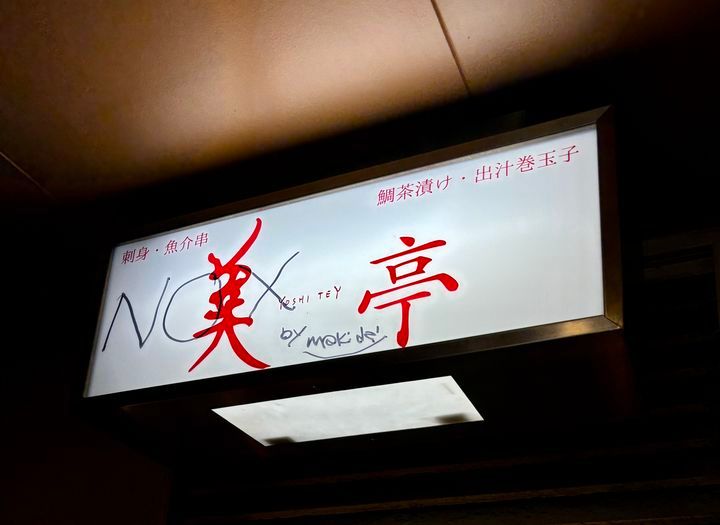 刺身・魚介串
鯛茶漬け・出汁巻玉子
美亭
YOSHI TEY
NOX
by makidai